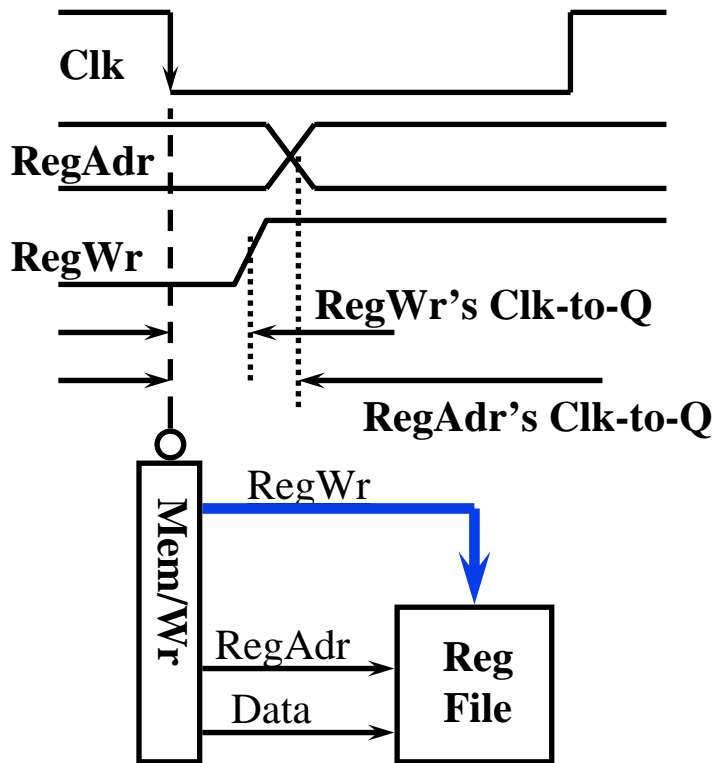 Clk
RegAdr
RegWr
RegWr's Clk-to-Q
RegAdr's Clk-to-Q
RegWr
Mem/Wr
RegAdr
Data
Reg
File